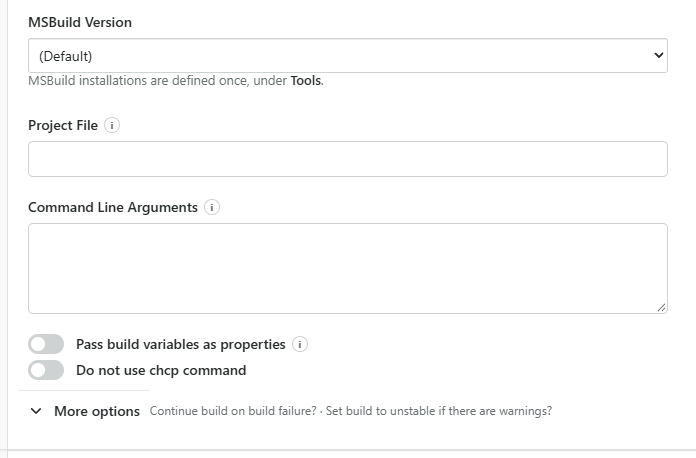 MSBuild Version
(Default)
MSBuild installations are defined once, under Tools.
Project File
Command Line Arguments
Pass build variables as properties
Do not use chcp command
More options Continue build on build failure? · Set build to unstable if there are warnings?